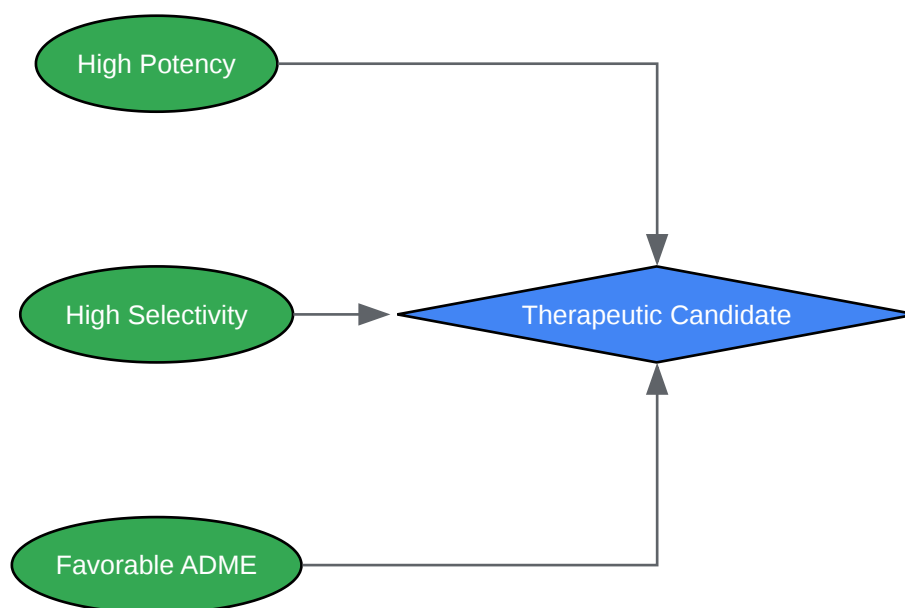 High Potency
High Selectivity
Therapeutic Candidate
Favorable ADME